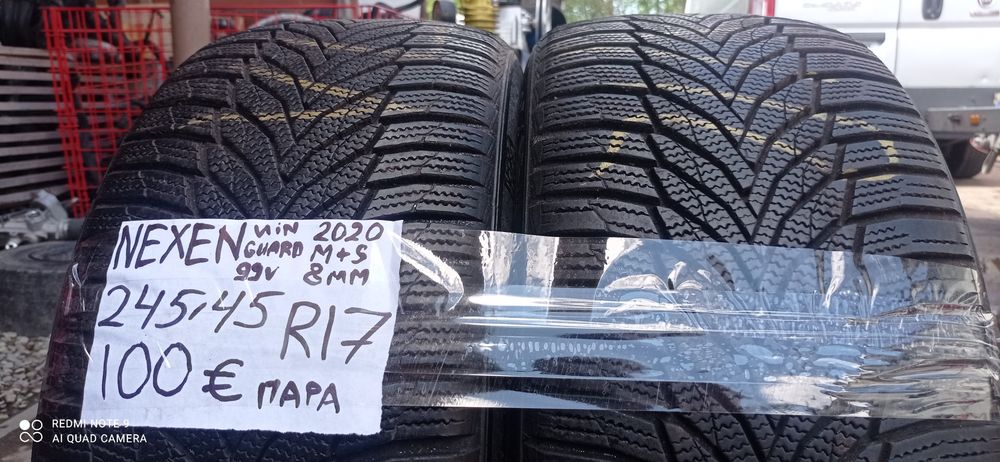 NEXEN WiN 2020
GUARD M+S
99V 8MM
245/45 R17
100 € ПАРА
REDMI NOTE 9
AI QUAD CAMERA